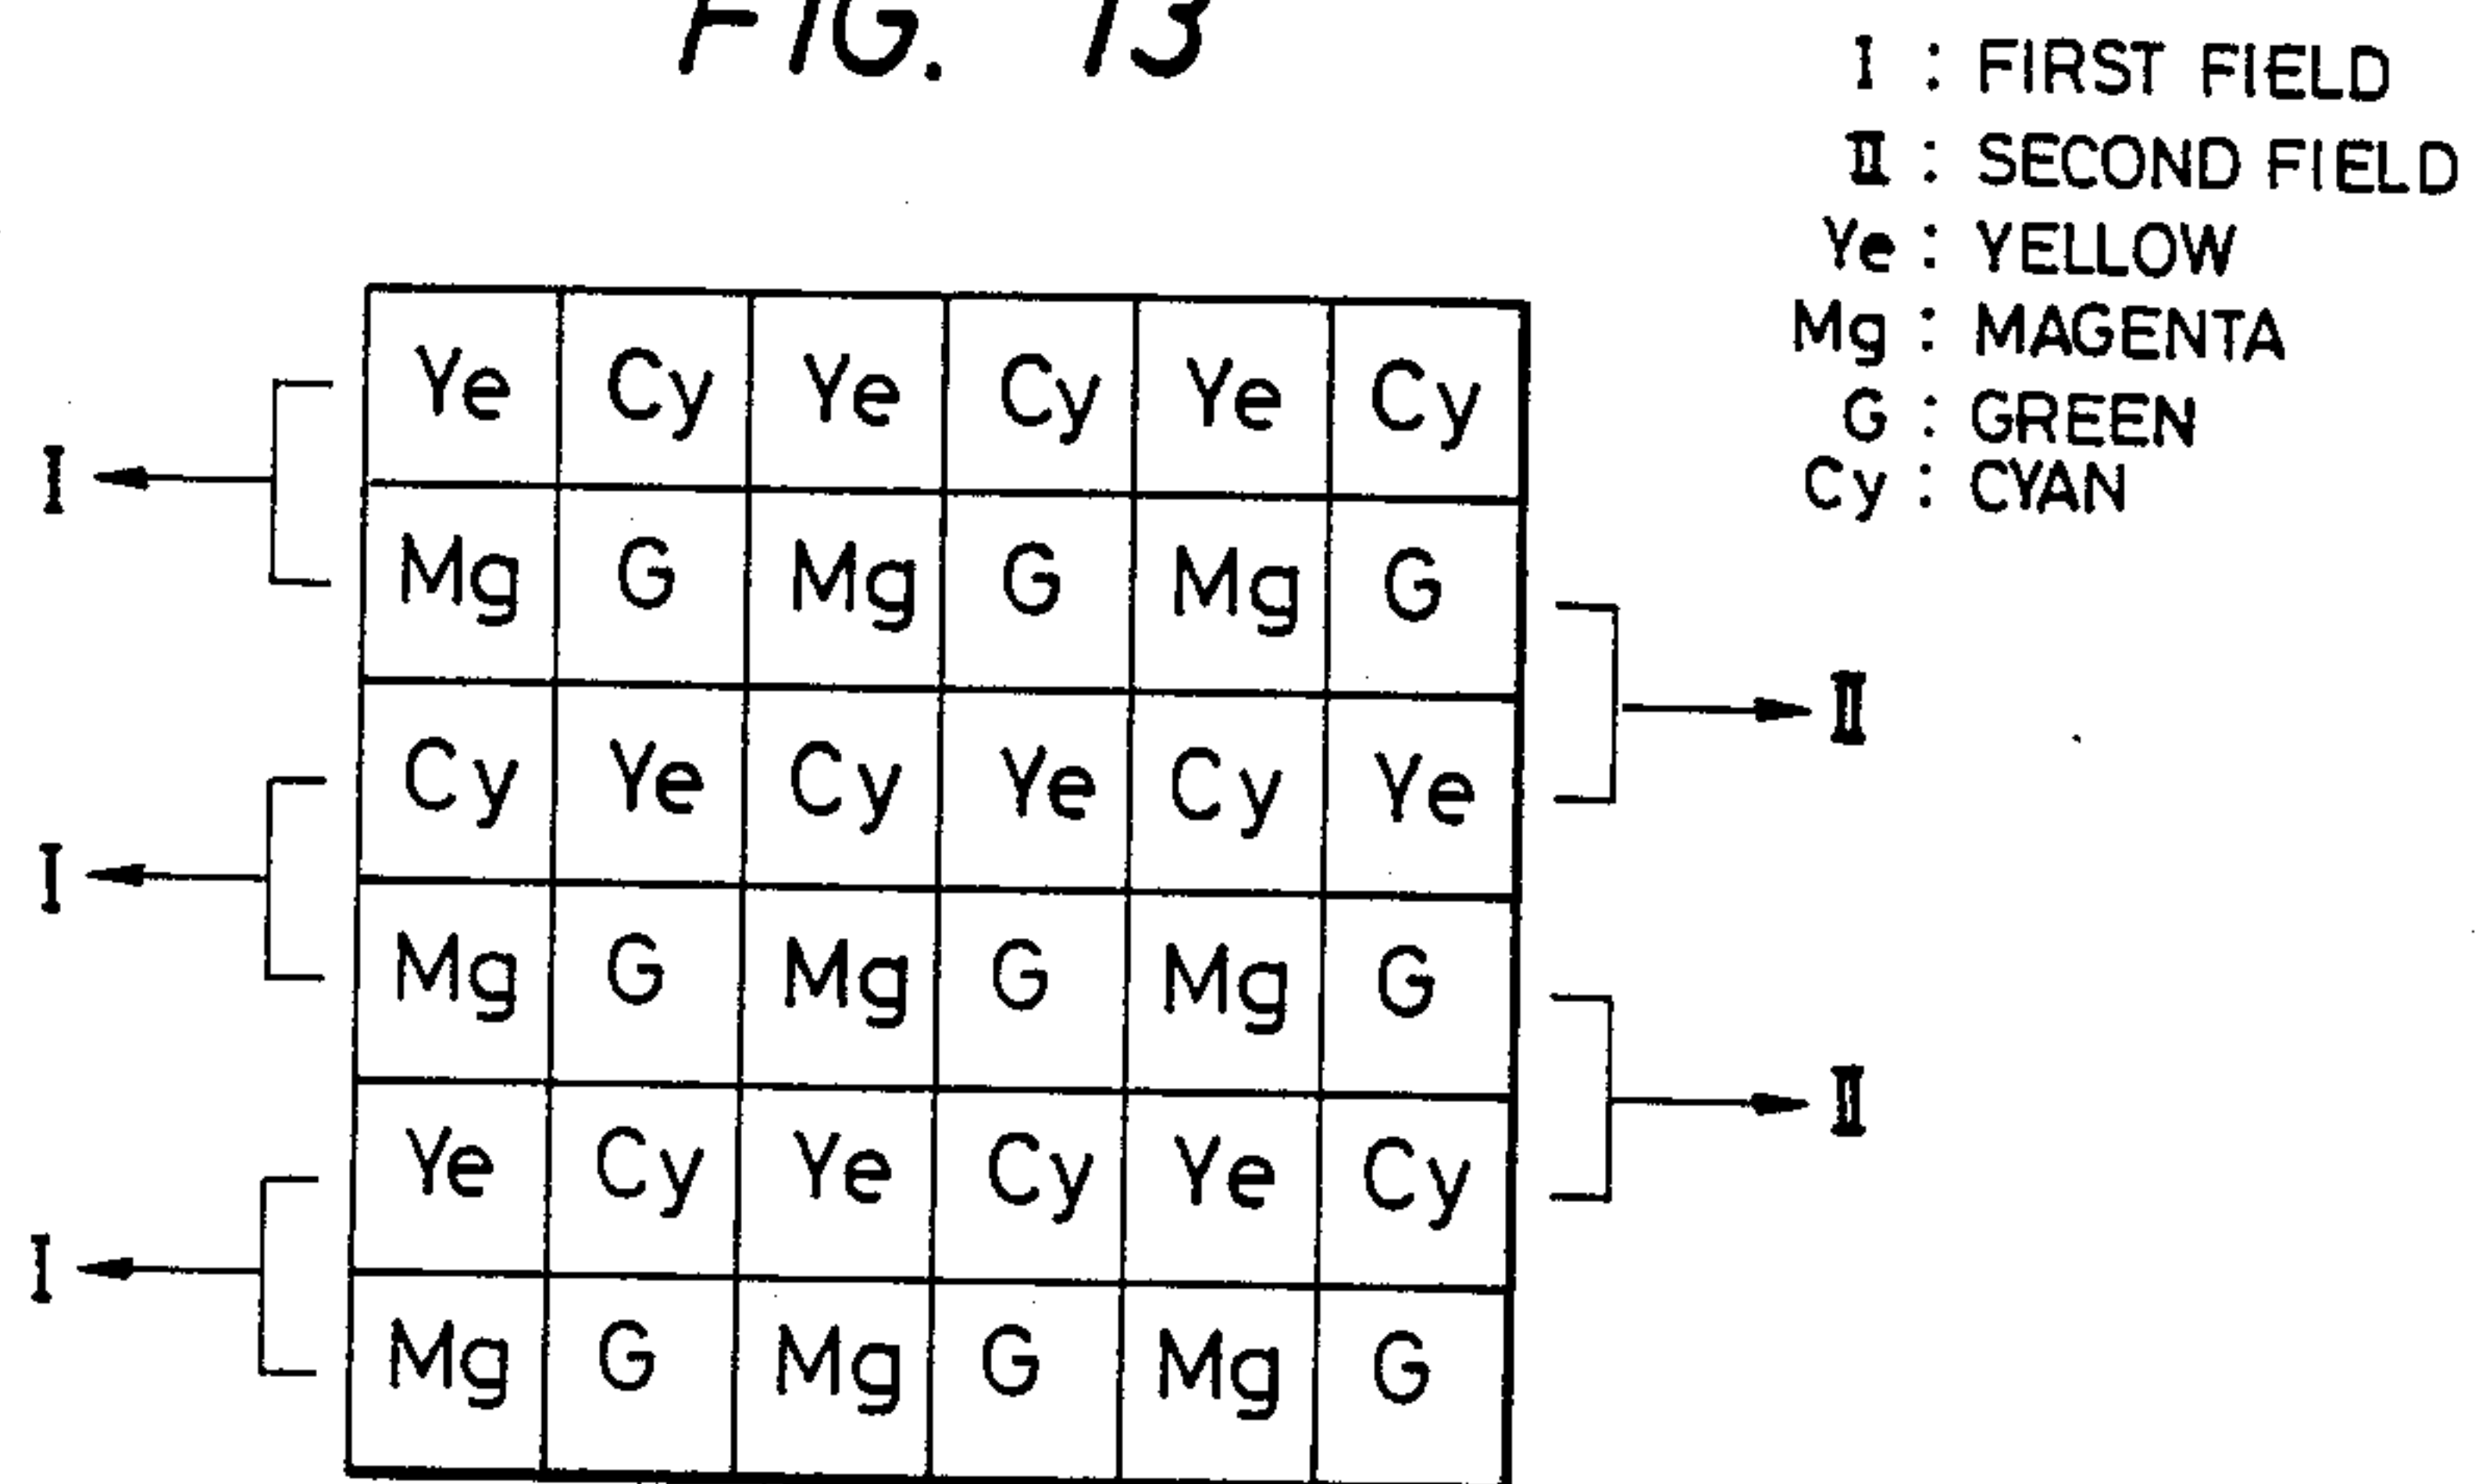 FIG. 13
I : FIRST FIELD
II : SECOND FIELD
Ye : YELLOW
Mg : MAGENTA
G : GREEN
Cy : CYAN
Ye Cy Ye Cy Ye Cy
I
Mg G Mg G Mg G
II
Cy Ye Cy Ye Cy Ye
I
Mg G Mg G Mg G
II
Ye Cy Ye Cy Ye Cy
I
Mg G Mg G Mg G